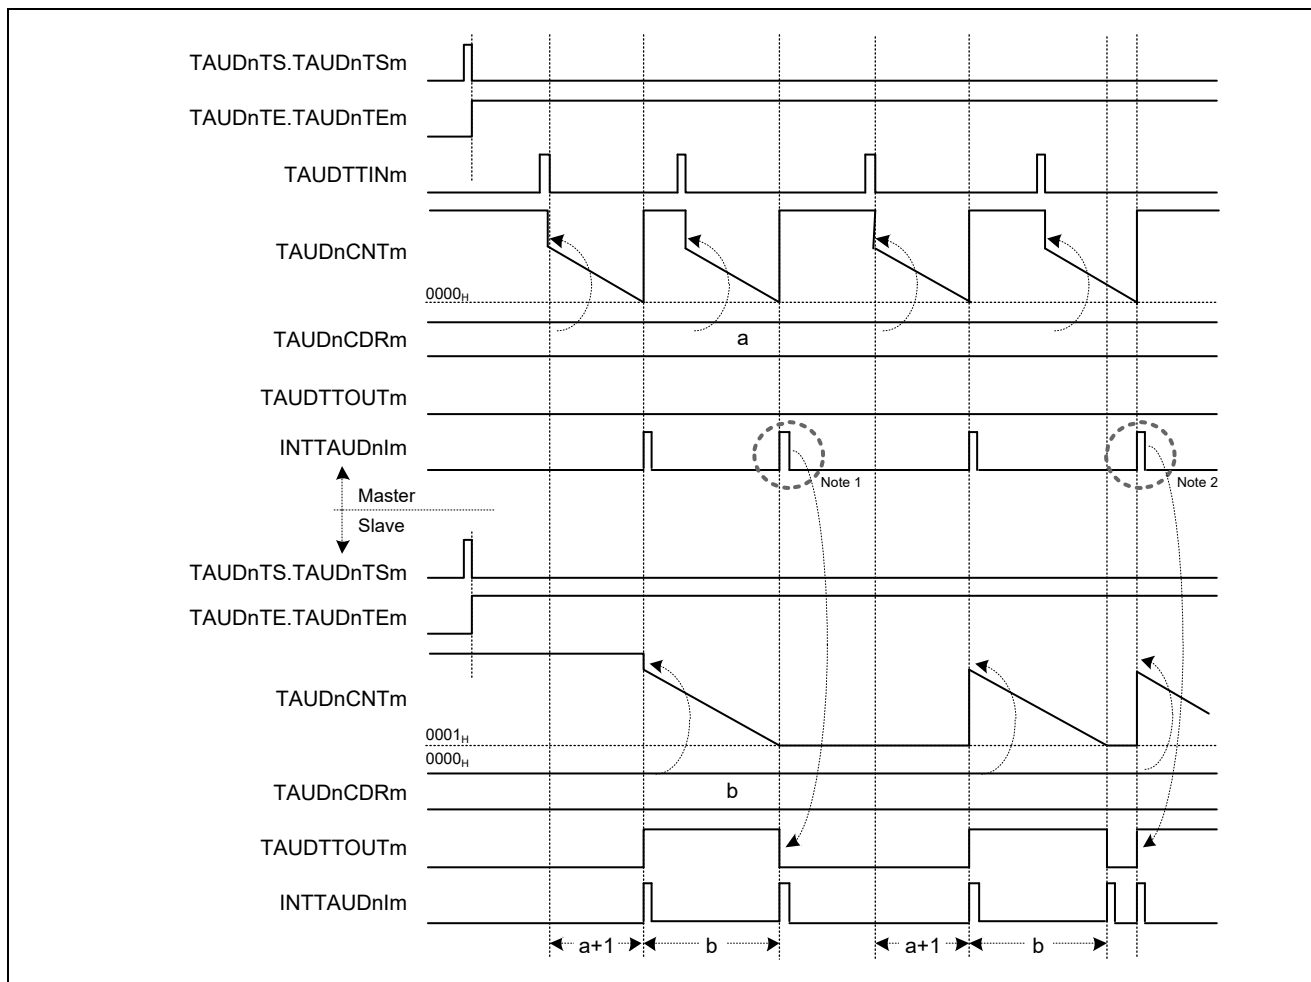 TAUDnTS.TAUDnTSm
TAUDnTE.TAUDnTEm
TAUDTTINm
TAUDnCNTm
0000H
TAUDnCDRm
a
TAUDTTOUTm
INTTAUDnIm
Note 1
Note 2
Master
Slave
TAUDnTS.TAUDnTSm
TAUDnTE.TAUDnTEm
TAUDnCNTm
0001H
0000H
TAUDnCDRm
b
TAUDTTOUTm
INTTAUDnIm
a+1 b a+1 b